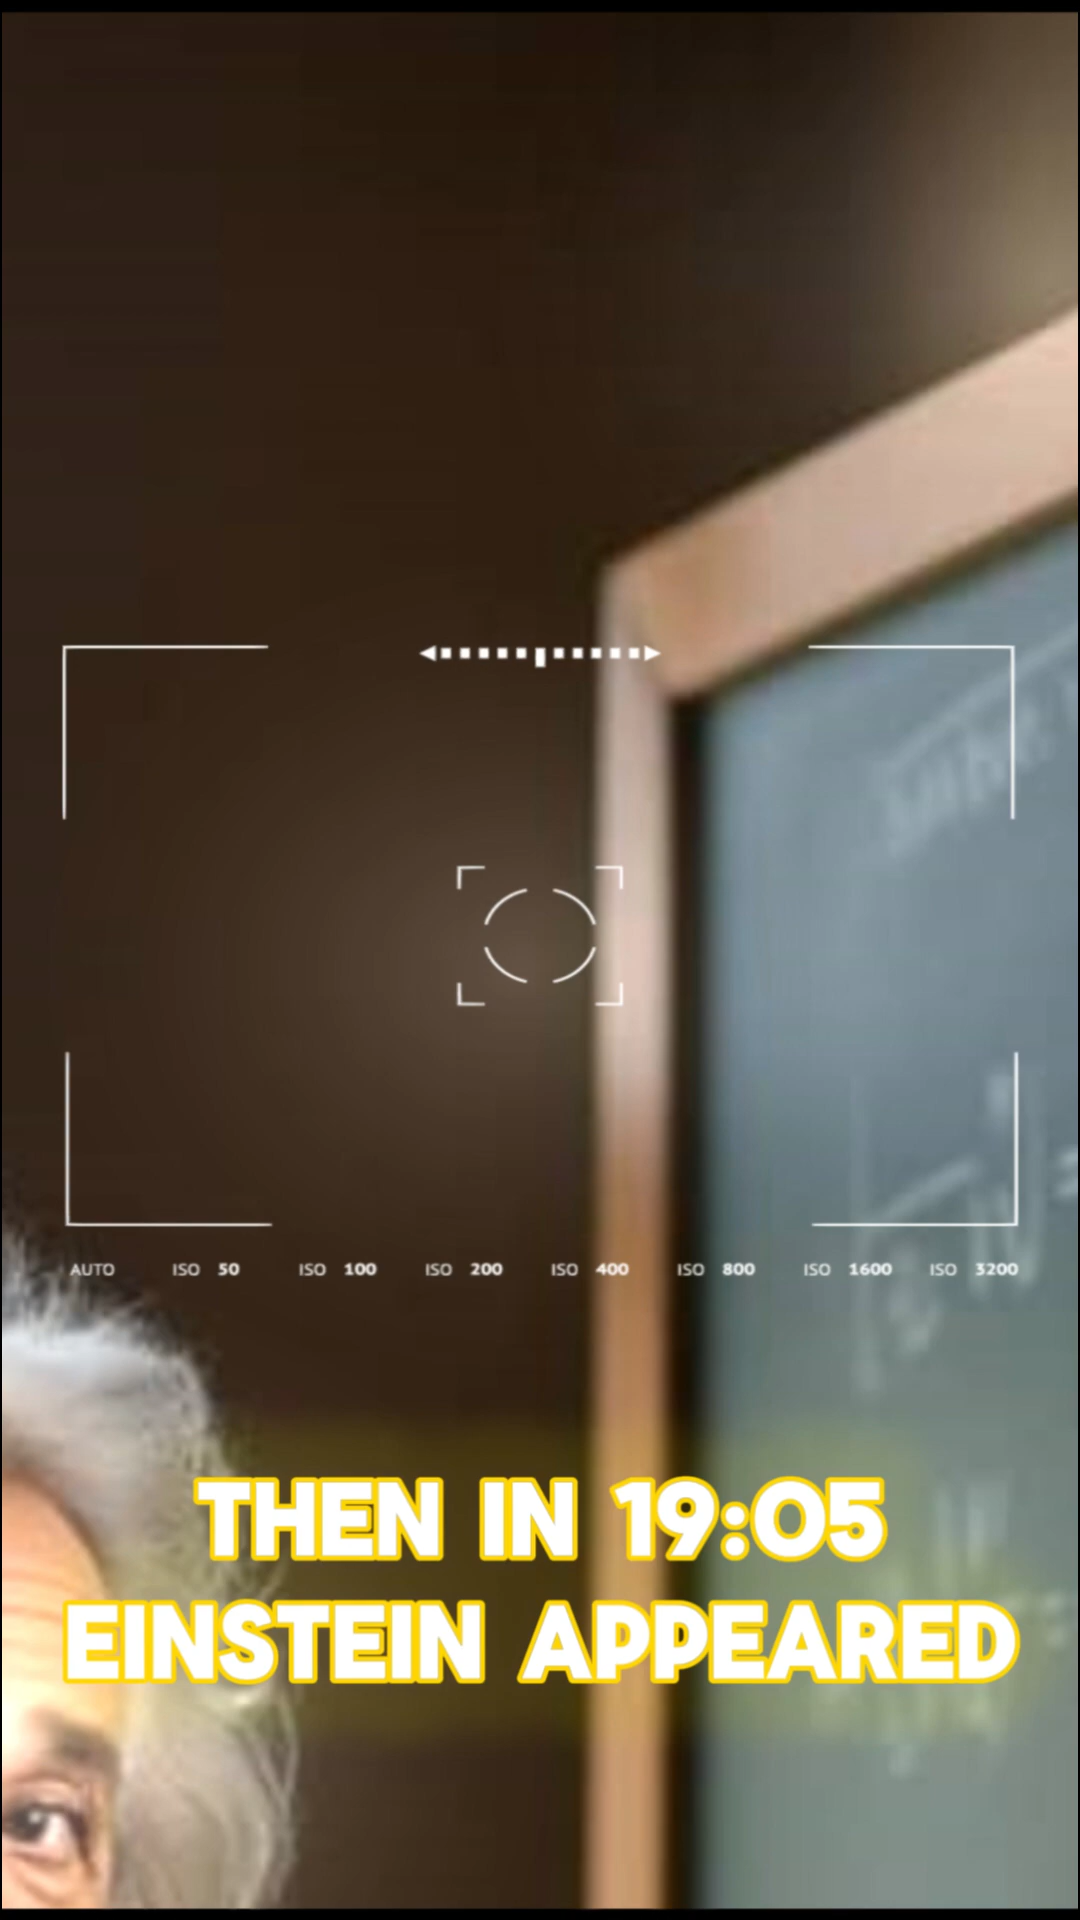 AUTO ISO 50 ISO 100 ISO 200 ISO 400 ISO 800 ISO 1600 ISO 3200
THEN IN 19:05
EINSTEIN APPEARED